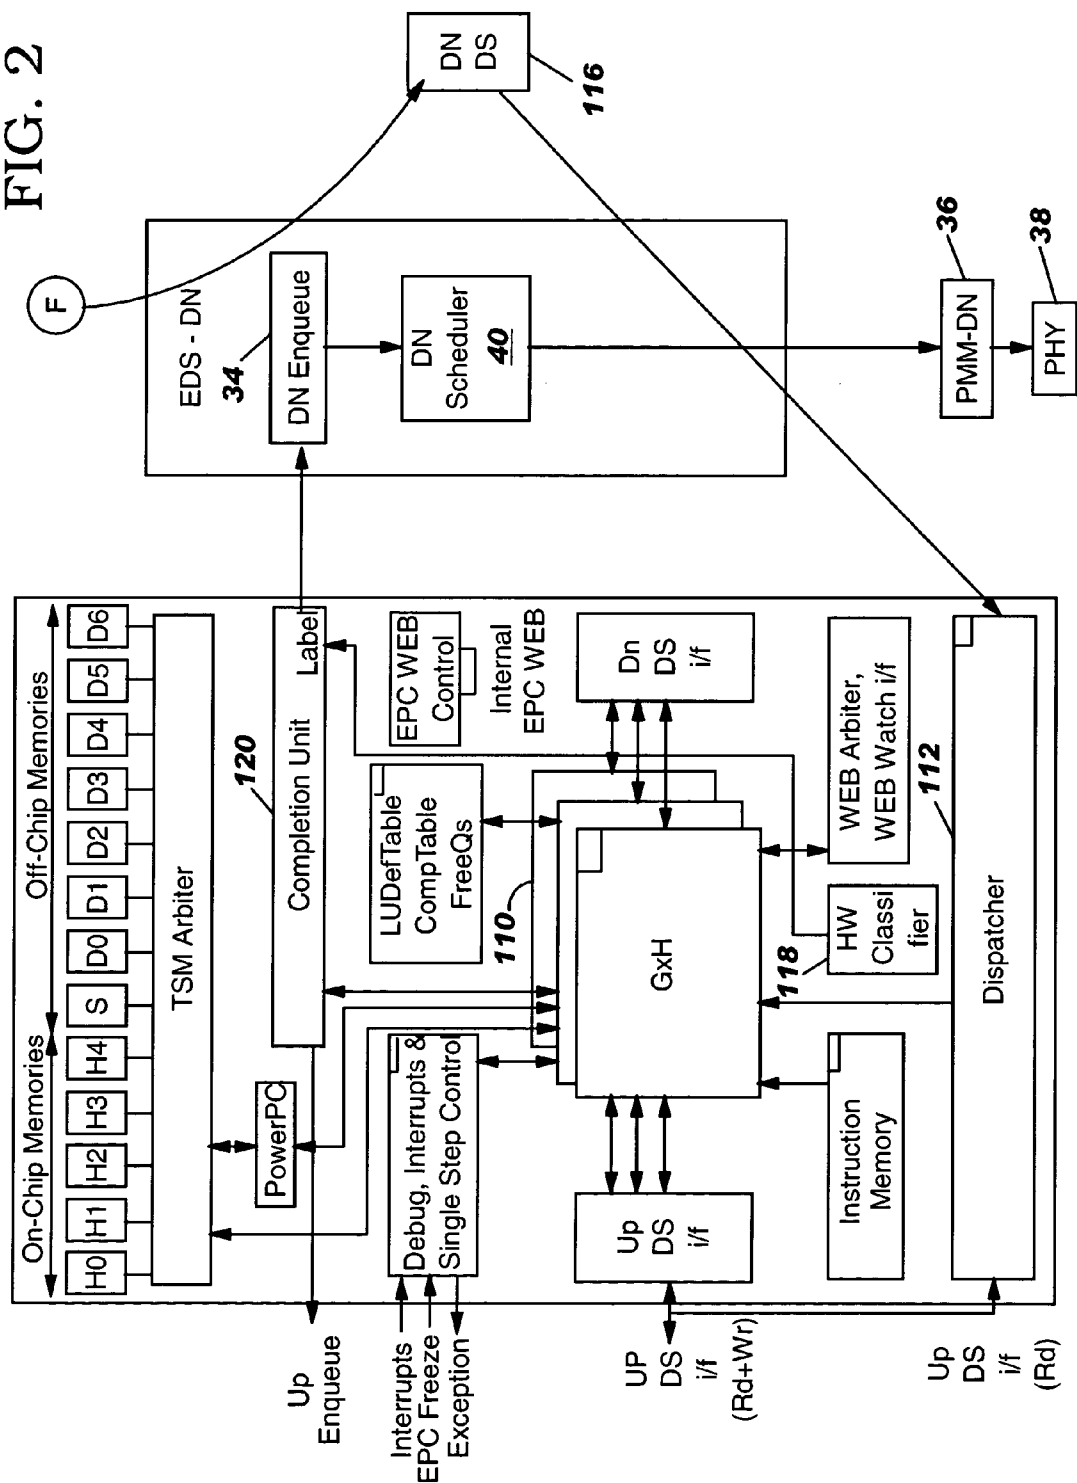 FIG. 2
On-Chip Memories
Off-Chip Memories
H0
H1
H2
H3
H4
S
D0
D1
D2
D3
D4
D5
D6
TSM Arbiter
PowerPC
120
Completion Unit
Label
Up
Enqueue
Interrupts
EPC Freeze
Exception
Debug, Interrupts &
Single Step Control
LUDefTable
CompTable
FreeQs
EPC WEB
Control
Internal
EPC WEB
110
GxH
Up
DS
i/f
Dn
DS
i/f
UP
DS
i/f
(Rd+Wr)
Instruction
Memory
118
HW
Classi
fier
WEB Arbiter,
WEB Watch i/f
112
Dispatcher
Up
DS
i/f
(Rd)
F
EDS - DN
34
DN Enqueue
DN
Scheduler
40
DN
DS
116
PMM-DN
36
PHY
38